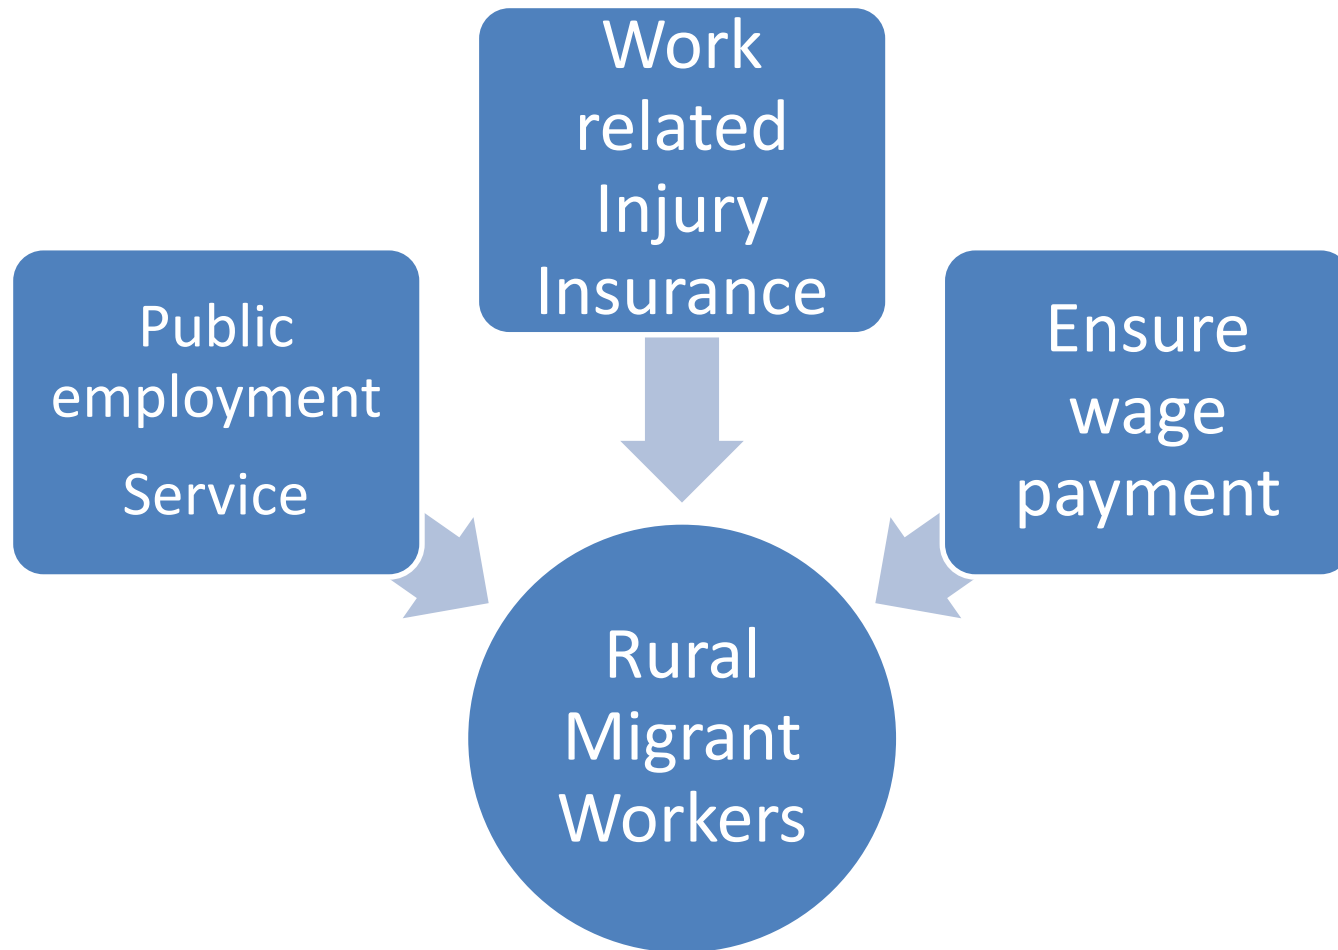 Work
related
Injury
Insurance
Public
employment
Service
Ensure
wage
payment
Rural
Migrant
Workers